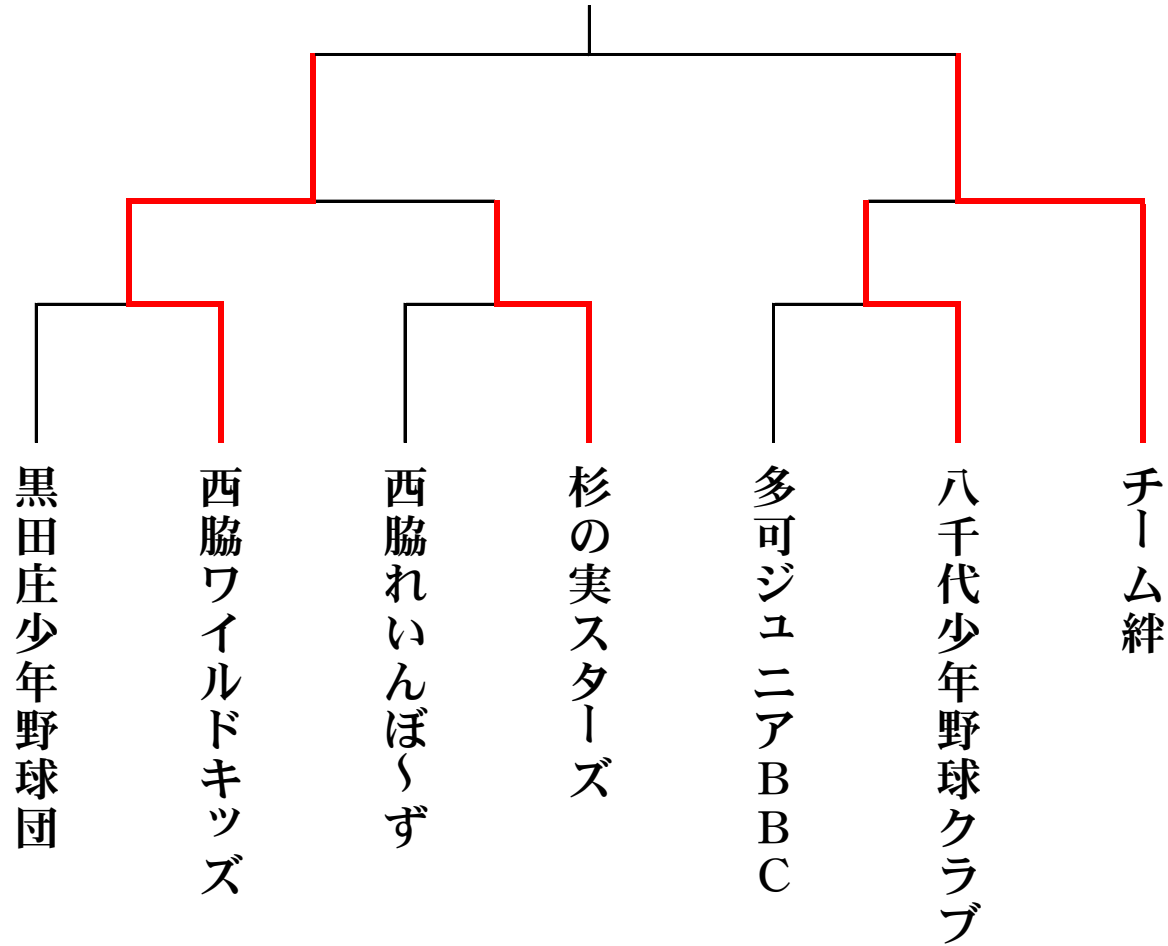 黒田庄少年野球団
西脇ワイルドキッズ
西脇れいんぼ～ず
杉の実スターズ
多可ジュニアＢＢＣ
八千代少年野球クラブ
チーム絆